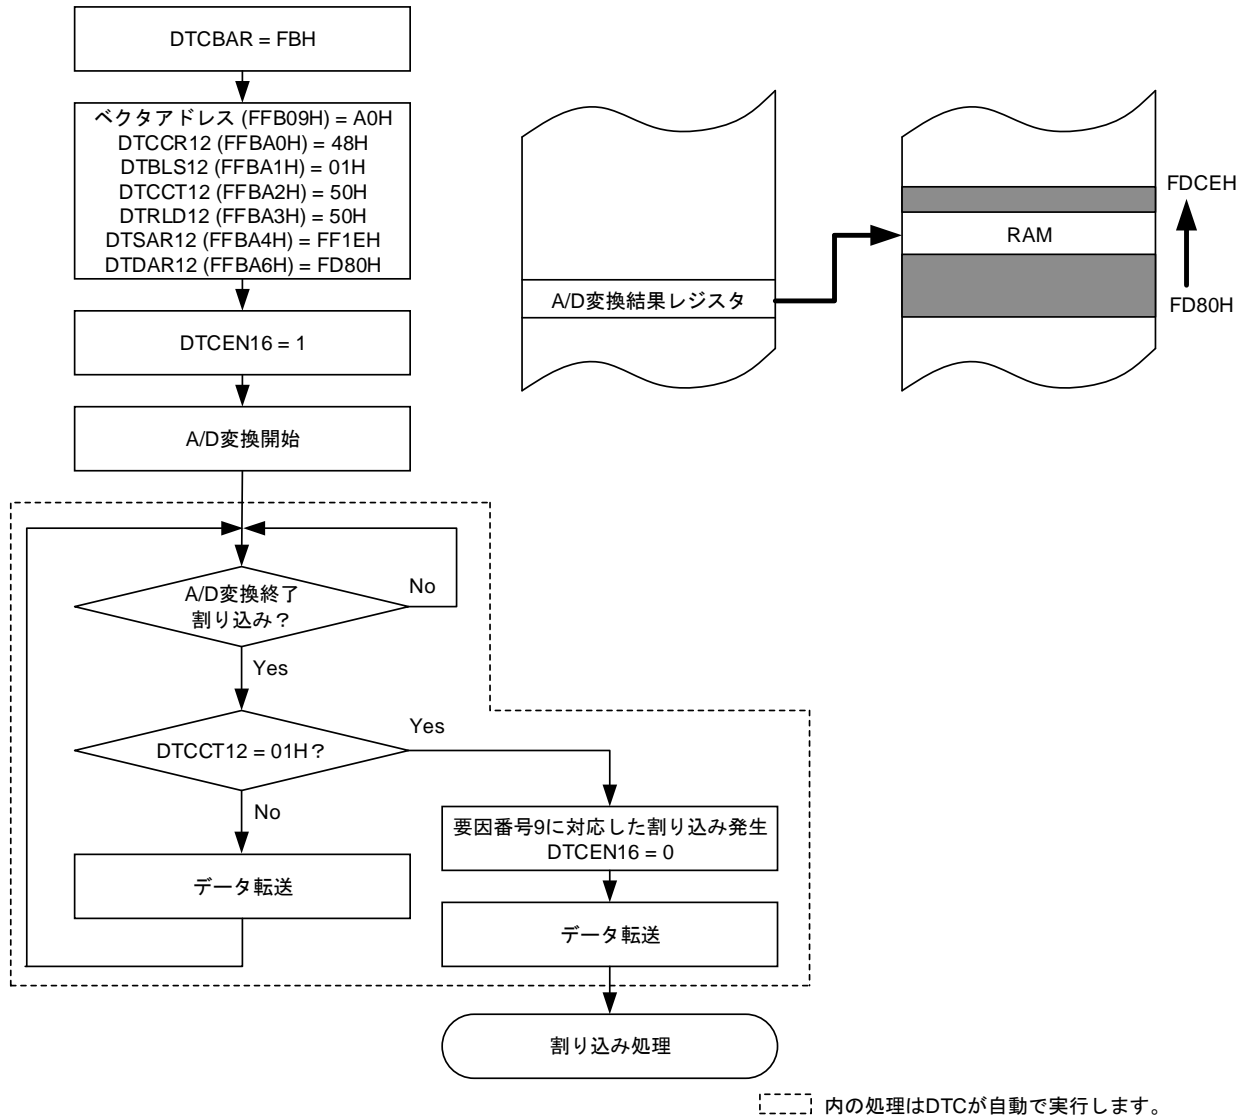 DTCBAR = FBH
ベクタアドレス (FFB09H) = A0H
DTCCR12 (FFBA0H) = 48H
DTBLS12 (FFBA1H) = 01H
DTCCT12 (FFBA2H) = 50H
DTRLD12 (FFBA3H) = 50H
DTSAR12 (FFBA4H) = FF1EH
DTDAR12 (FFBA6H) = FD80H
DTCEN16 = 1
A/D変換開始
A/D変換終了
割り込み？
No
Yes
DTCCT12 = 01H？
Yes
No
データ転送
要因番号9に対応した割り込み発生
DTCEN16 = 0
データ転送
割り込み処理
A/D変換結果レジスタ
RAM
FDCEH
FD80H
内の処理はDTCが自動で実行します。